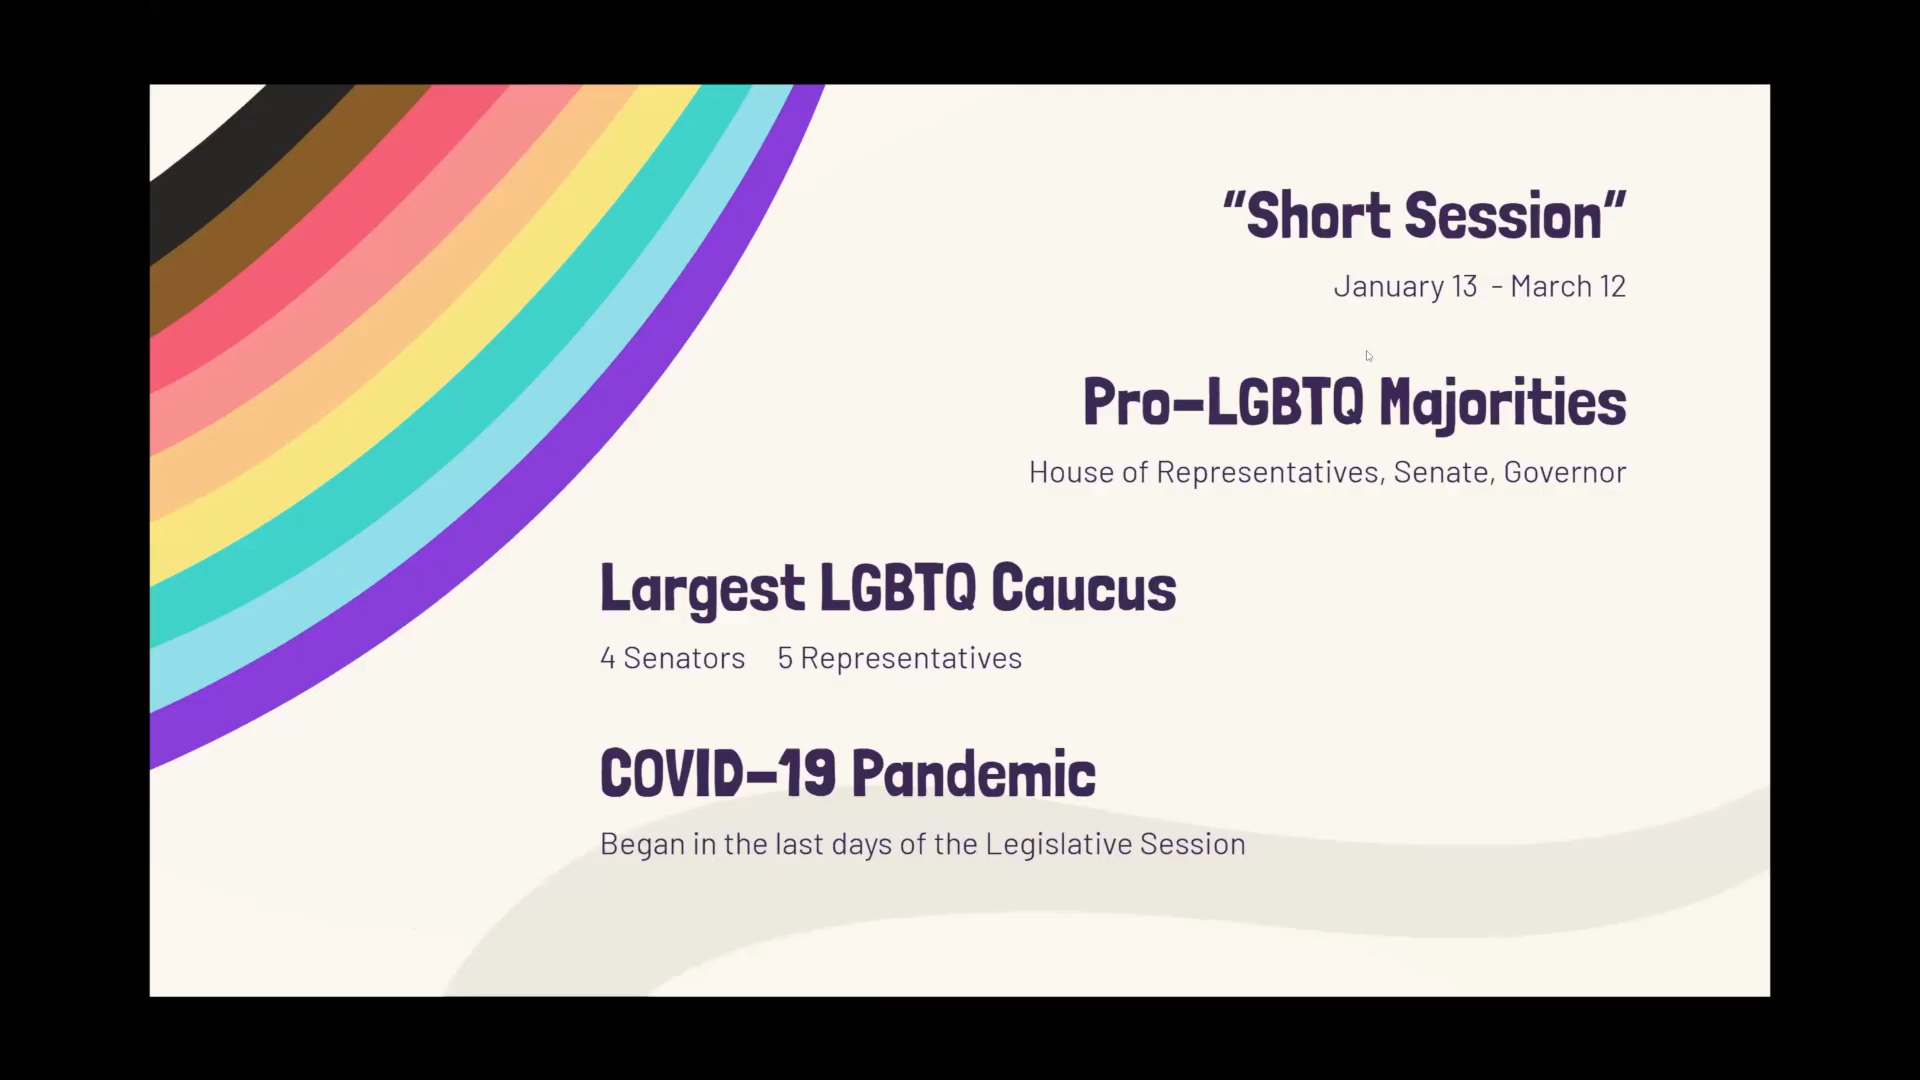 "Short Session"
January 13 - March 12
Pro-LGBTQ Majorities
House of Representatives, Senate, Governor
Largest LGBTQ Caucus
4 Senators 5 Representatives
COVID-19 Pandemic
Began in the last days of the Legislative Session